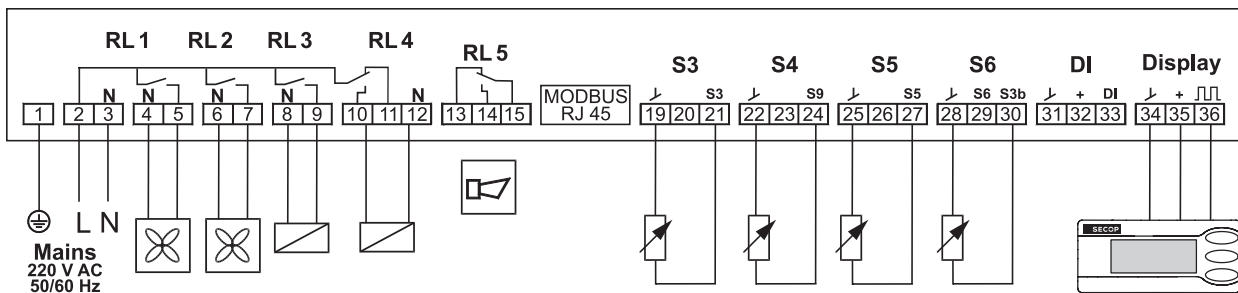 RL 1 RL 2 RL 3 RL 4 RL 5 S3 S4 S5 S6 DI Display
N N N N N S3 S9 S5 S6 S3b + DI +
1 2 3 4 5 6 7 8 9 10 11 12 13 14 15 MODBUS RJ 45 19 20 21 22 23 24 25 26 27 28 29 30 31 32 33 34 35 36
L N
Mains
220 V AC
50/60 Hz
SECOP